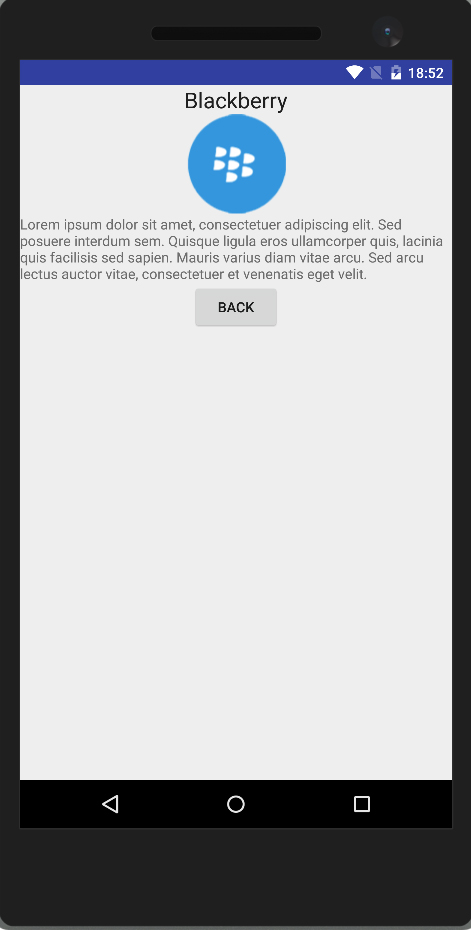 18:52
Blackberry
Lorem ipsum dolor sit amet, consectetuer adipiscing elit. Sed
posuere interdum sem. Quisque ligula eros ullamcorper quis, lacinia
quis facilisis sed sapien. Mauris varius diam vitae arcu. Sed arcu
lectus auctor vitae, consectetuer et venenatis eget velit.
BACK